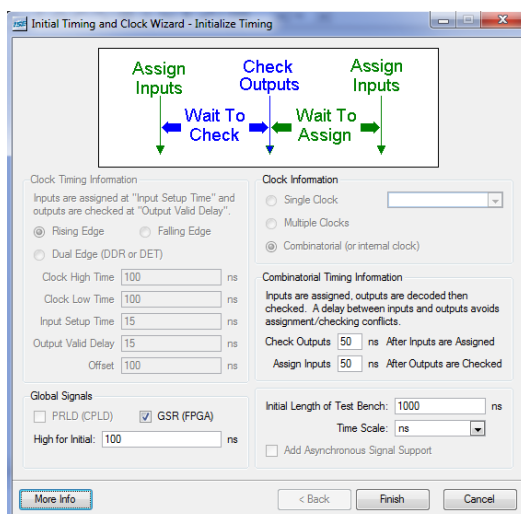 ISE Initial Timing and Clock Wizard - Initialize Timing
Assign Inputs
Check Outputs
Assign Inputs
Wait To Check
Wait To Assign
Clock Timing Information
Inputs are assigned at "Input Setup Time" and
outputs are checked at "Output Valid Delay".
Rising Edge Falling Edge
Dual Edge (DDR or DET)
Clock High Time 100 ns
Clock Low Time 100 ns
Input Setup Time 15 ns
Output Valid Delay 15 ns
Offset 100 ns
Global Signals
PRLD (CPLD) GSR (FPGA)
High for Initial: 100 ns
Clock Information
Single Clock
Multiple Clocks
Combinatorial (or internal clock)
Combinatorial Timing Information
Inputs are assigned, outputs are decoded then
checked. A delay between inputs and outputs avoids
assignment/checking conflicts.
Check Outputs 50 ns After Inputs are Assigned
Assign Inputs 50 ns After Outputs are Checked
Initial Length of Test Bench: 1000 ns
Time Scale: ns
Add Asynchronous Signal Support
More Info < Back Finish Cancel